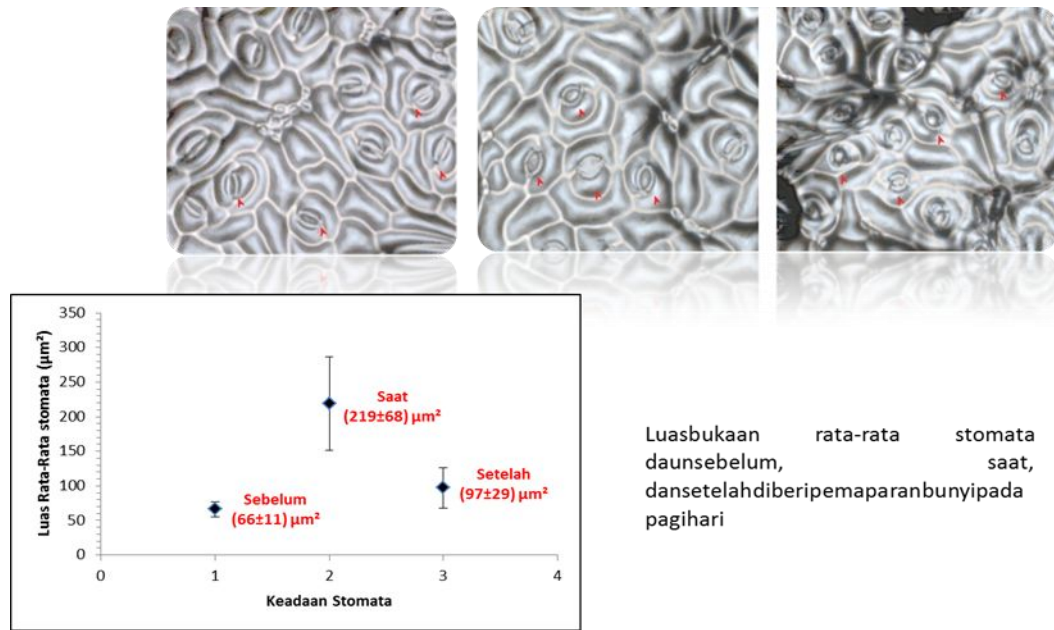 350
300
250
200
150
100
50
0
Luas Rata-Rata stomata (µm²)
Sebelum
(66±11) µm²
Saat
(219±68) µm²
Setelah
(97±29) µm²
0 1 2 3 4
Keadaan Stomata
Luasbukaan rata-rata stomata
daunsebelum, saat,
dansetelahdiberipemaparanbunyipada
pagihari